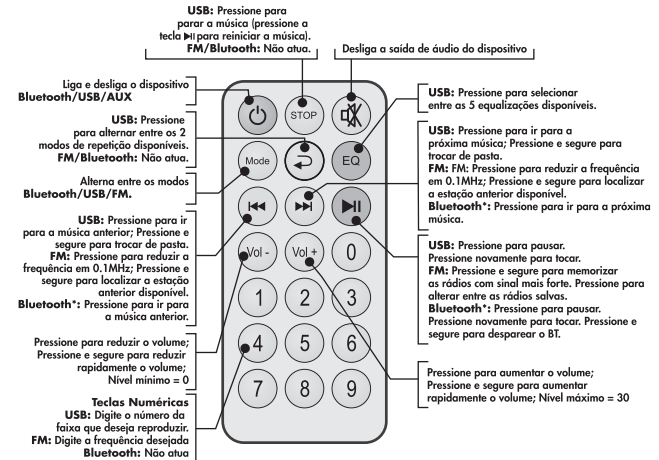 USB: Pressione para
parar a música (pressione a
tecla ▶II para reiniciar a música).
FM/Blutooth: Não atua.
Desliga a saída de áudio do dispositivo
Liga e desliga o dispositivo
Bluetooth/USB/AUX
USB: Pressione
para alternar entre os 2
modos de repetição disponíveis.
FM/Bluetooth: Não atua.
Alterna entre os modos
Bluetooth/USB/FM.
USB: Pressione para ir
para a música anterior; Pressione e
segure para trocar de pasta.
FM: Pressione para reduzir a
frequência em 0.1MHz; Pressione e
segure para localizar a estação
anterior disponível.
Bluetooth*: Pressione para ir para
a música anterior.
Pressione para reduzir o volume;
Pressione e segure para reduzir
rapidamente o volume;
Nível mínimo = 0
Teclas Numéricas
USB: Digite o número da
faixa que deseja reproduzir.
FM: Digite a frequência desejada
Bluetooth: Não atua
STOP
Mode
EQ
Vol -
Vol +
0
1
2
3
4
5
6
7
8
9
USB: Pressione para selecionar
entre as 5 equalizações disponíveis.
USB: Pressione para ir para a
próxima música; Pressione e segure para
trocar de pasta.
FM: FM: Pressione para reduzir a frequência
em 0.1MHz; Pressione e segure para localizar
a estação anterior disponível.
Bluetooth*: Pressione para ir para a próxima
música.
USB: Pressione para pausar.
Pressione novamente para tocar.
FM: Pressione e segure para memorizar
as rádios com sinal mais forte. Pressione para
alternar entre as rádios salvas.
Bluetooth*: Pressione para pausar.
Pressione novamente para tocar. Pressione e
segure para desparear o BT.
Pressione para aumentar o volume;
Pressione e segure para aumentar
rapidamente o volume; Nível máximo = 30